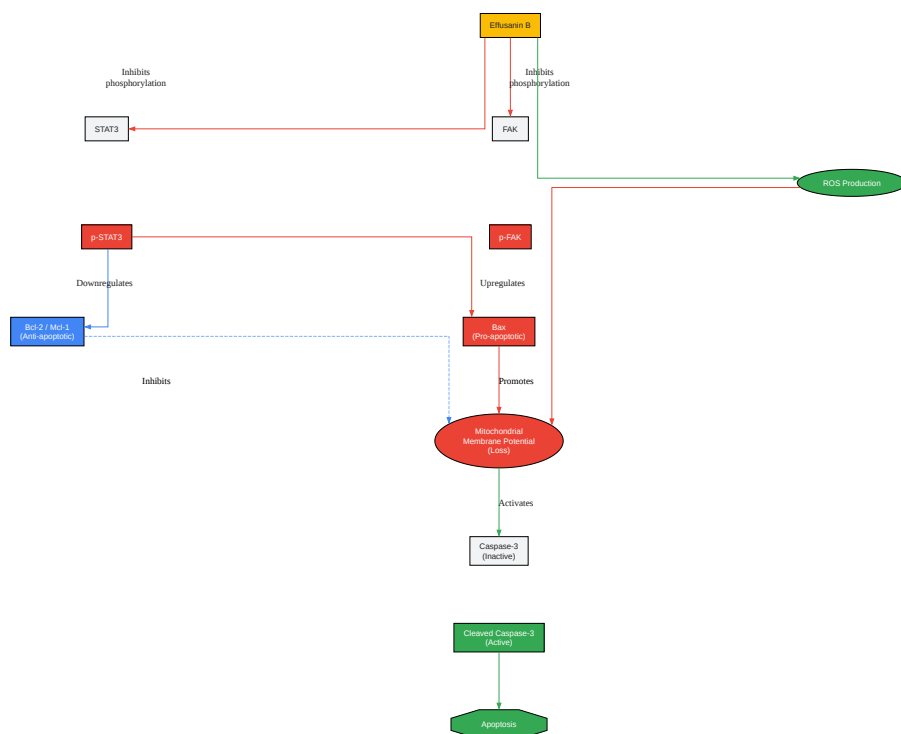 Effusanin B
Inhibits
phosphorylation
Inhibits
phosphorylation
STAT3
FAK
ROS Production
p-STAT3
p-FAK
Downregulates
Upregulates
Bcl-2 / Mcl-1
(Anti-apoptotic)
Bax
(Pro-apoptotic)
Inhibits
Promotes
Mitochondrial
Membrane Potential
(Loss)
Activates
Caspase-3
(Inactive)
Cleaved Caspase-3
(Active)
Apoptosis